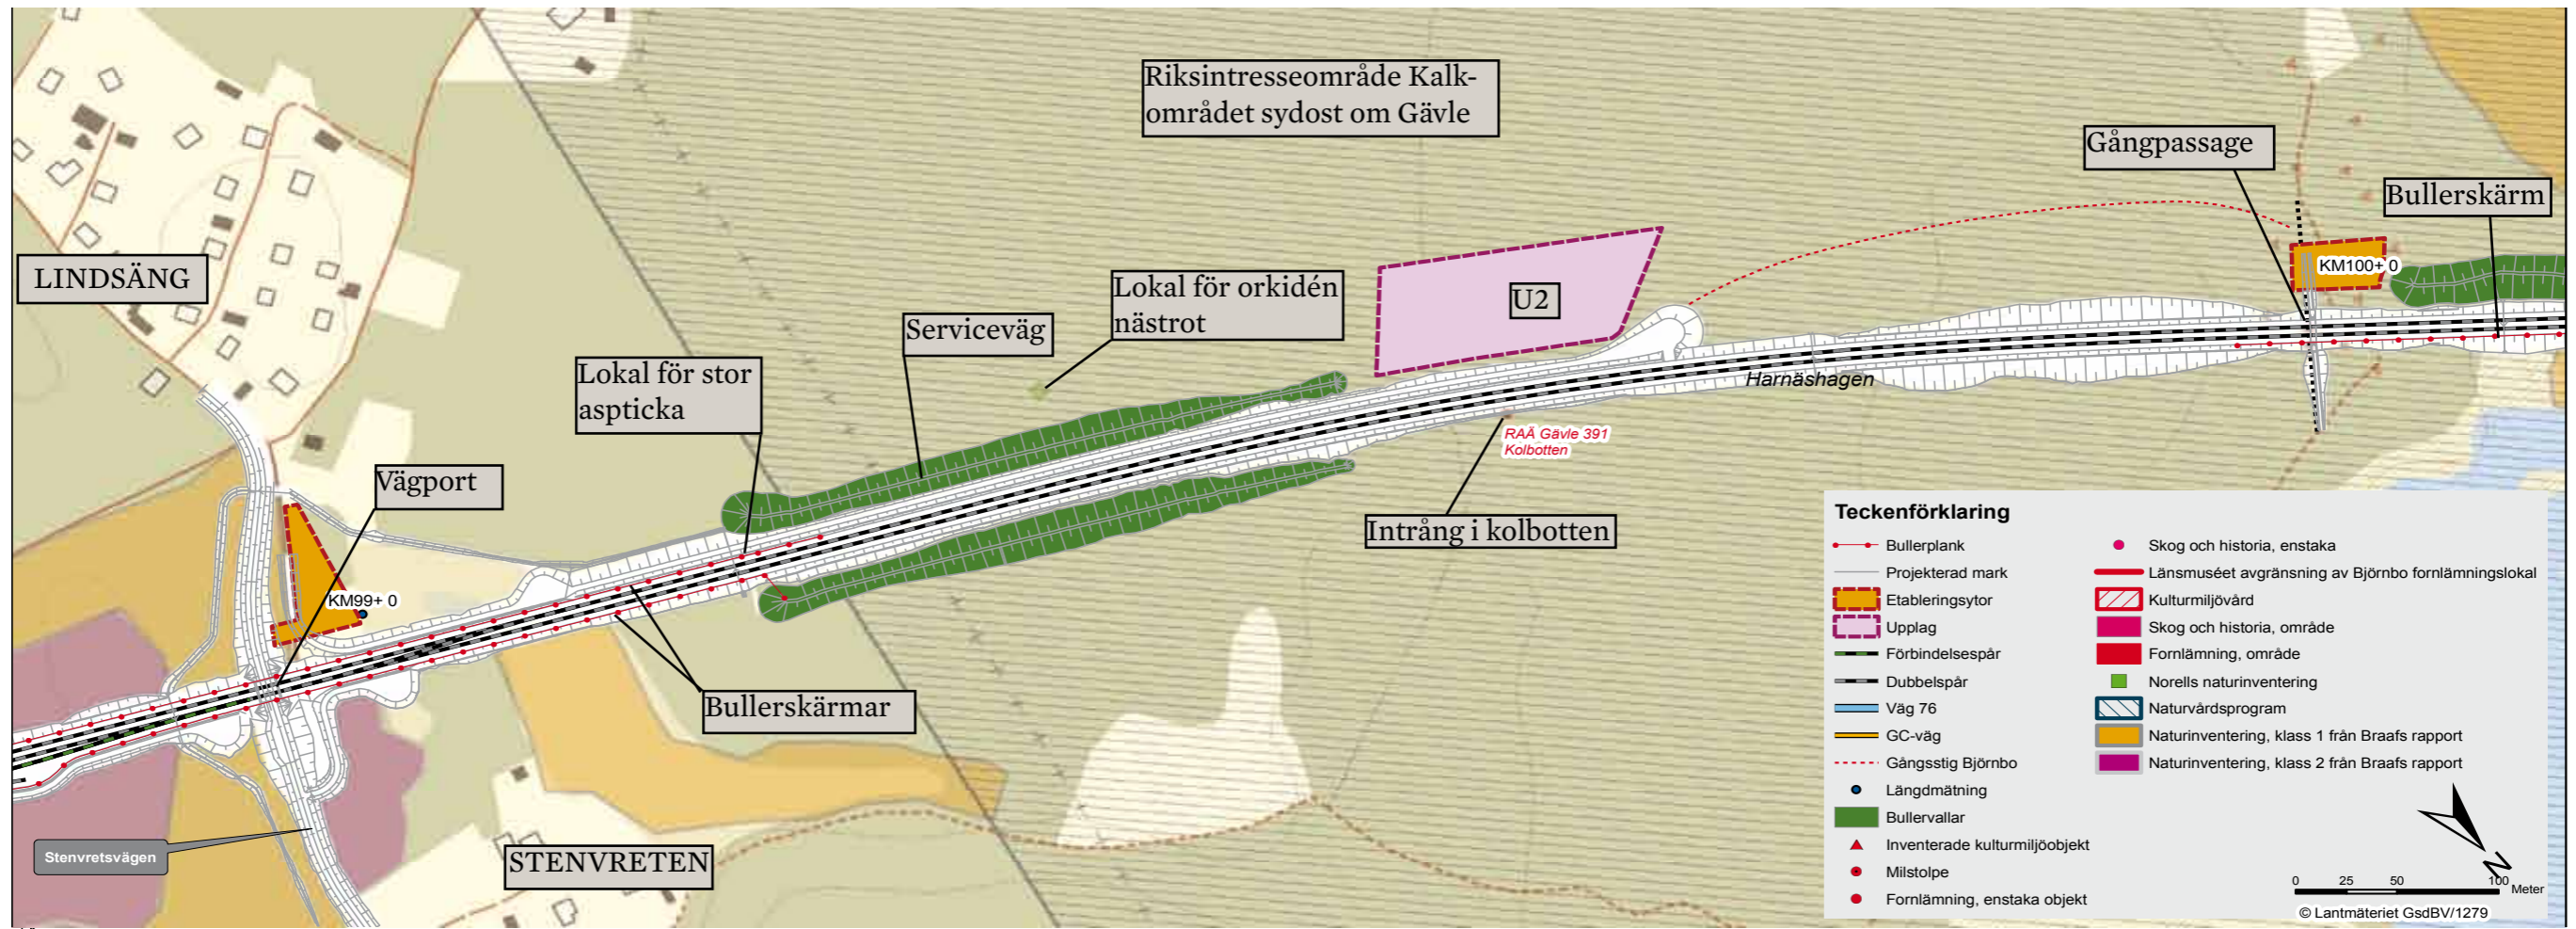 Riksintresseområde Kalk-
området sydost om Gävle
Gångpassage
Bullerskärm
LINDSÄNG
KM100+ 0
Lokal för orkidén
nästrot
U2
Serviceväg
Lokal för stor
aspticka
Harnäshagen
RAÄ Gävle 391
Kolbotten
Vägport
Intrång i kolbotten
KM99+ 0
Bullerskärmar
Stenvretsvägen
STENVRETEN
Teckenförklaring
Bullerplank
Projekterad mark
Etableringsytor
Upplag
Förbindelsespår
Dubbelspår
Väg 76
GC-väg
Gångsstig Björnbo
Längdmätning
Bullervallar
Inventerade kulturmiljöobjekt
Milstolpe
Fornlämning, enstaka objekt
Skog och historia, enstaka
Länsmuséet avgränsning av Björnbo fornlämningslokal
Kulturmiljövård
Skog och historia, område
Fornlämning, område
Norells naturinventering
Naturvårdsprogram
Naturinventering, klass 1 från Braafs rapport
Naturinventering, klass 2 från Braafs rapport
N
0 25 50 100
Meter
© Lantmäteriet GsdBV/1279